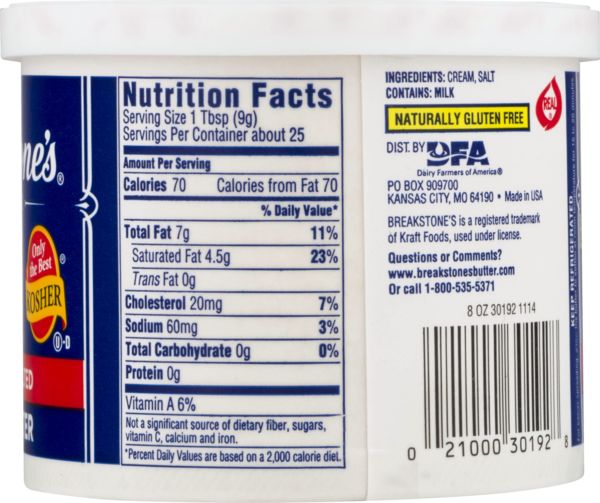 ne's®
Only
the Best
KOSHER
®
U-D
ED
ER
Nutrition Facts
Serving Size 1 Tbsp (9g)
Servings Per Container about 25
Amount Per Serving
Calories 70 Calories from Fat 70
% Daily Value*
Total Fat 7g 11%
Saturated Fat 4.5g 23%
Trans Fat 0g
Cholesterol 20mg 7%
Sodium 60mg 3%
Total Carbohydrate 0g 0%
Protein 0g
Vitamin A 6%
Not a significant source of dietary fiber, sugars,
vitamin C, calcium and iron.
*Percent Daily Values are based on a 2,000 calorie diet.
INGREDIENTS: CREAM, SALT
CONTAINS: MILK
REAL
NATURALLY GLUTEN FREE
DIST. BY DFA
Dairy Farmers of America®
PO BOX 909700
KANSAS CITY, MO 64190 • Made in USA
BREAKSTONE'S is a registered trademark
of Kraft Foods, used under license.
Questions or Comments?
www.breakstonesbutter.com
Or call 1-800-535-5371
8 OZ 30192 1114
0 21000 30192 8
KEEP REFRIGERATED